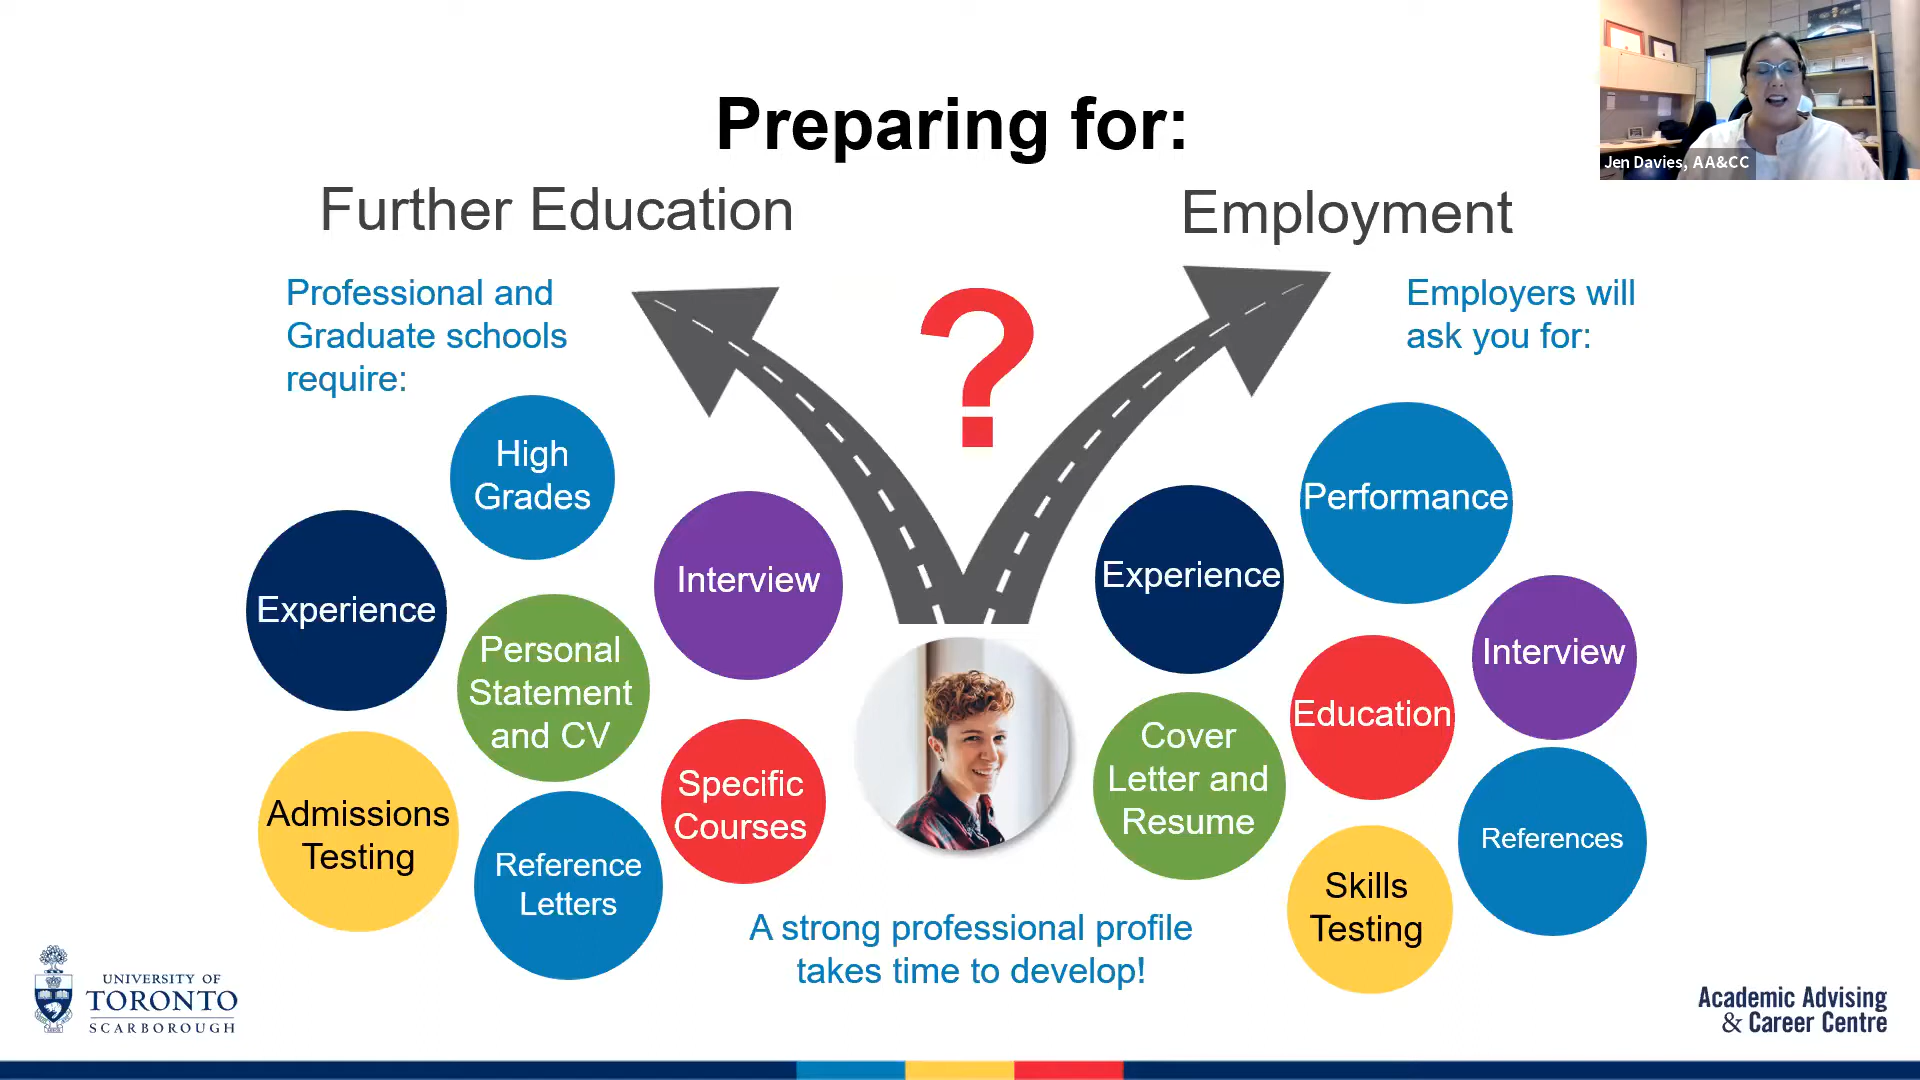 Preparing for:
Further Education
Employment
Professional and
Graduate schools
require:
High
Grades
Experience
Interview
Personal
Statement
and CV
Admissions
Testing
Specific
Courses
Reference
Letters
?
Employers will
ask you for:
Performance
Experience
Interview
Education
Cover
Letter and
Resume
References
Skills
Testing
A strong professional profile
takes time to develop!
Jen Davies, AA&CC
UNIVERSITY OF
TORONTO
SCARBOROUGH
Academic Advising
& Career Centre